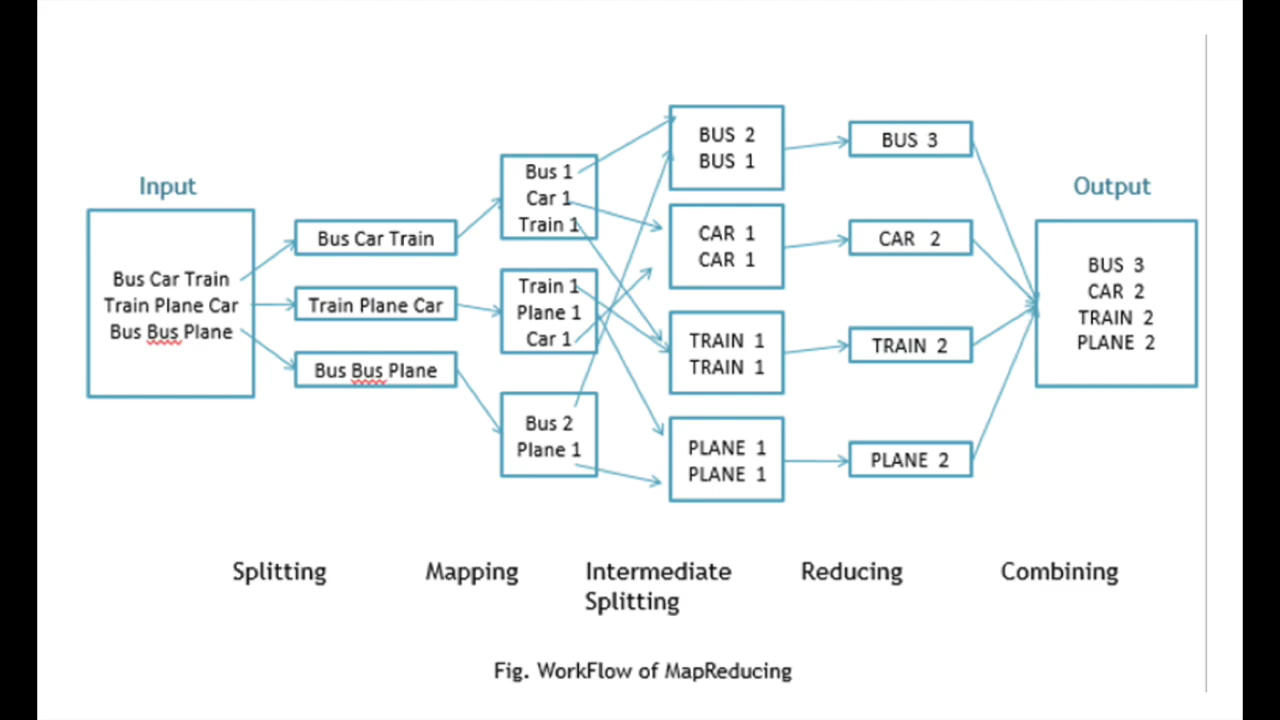 Input
Bus Car Train
Train Plane Car
Bus Bus Plane
Bus Car Train
Train Plane Car
Bus Bus Plane
Bus 1
Car 1
Train 1
Train 1
Plane 1
Car 1
Bus 2
Plane 1
BUS 2
BUS 1
CAR 1
CAR 1
TRAIN 1
TRAIN 1
PLANE 1
PLANE 1
BUS 3
CAR 2
TRAIN 2
PLANE 2
Output
BUS 3
CAR 2
TRAIN 2
PLANE 2
Splitting
Mapping
Intermediate
Splitting
Reducing
Combining
Fig. WorkFlow of MapReducing